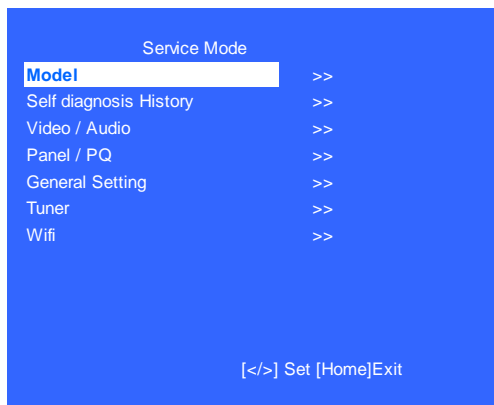 Service Mode
Model >>
Self diagnosis History >>
Video / Audio >>
Panel / PQ >>
General Setting >>
Tuner >>
Wifi >>
[</>] Set [Home]Exit